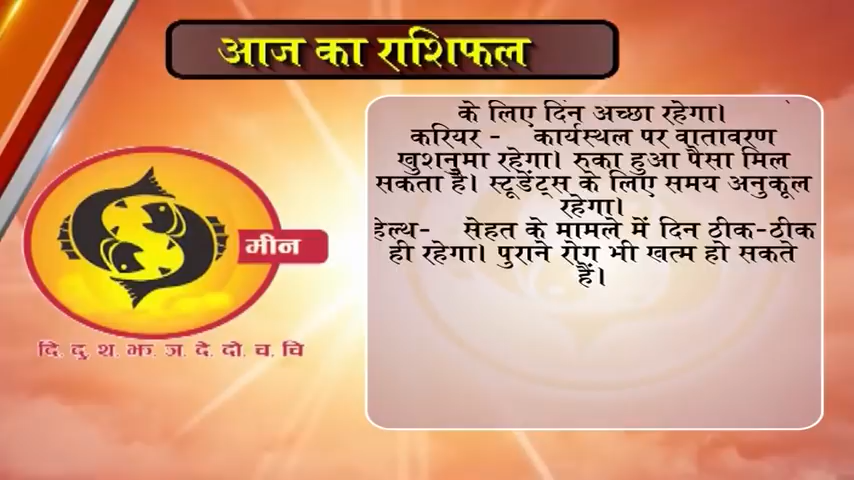 आज का राशिफल
के लिए दिन अच्छा रहेगा।
करियर - कार्यस्थल पर वातावरण
खुशनुमा रहेगा। रुका हुआ पैसा मिल
सकता है। स्टूडेंट्स के लिए समय अनुकूल
रहेगा।
हेल्थ- सेहत के मामले में दिन ठीक-ठीक
ही रहेगा। पुराने रोग भी खत्म हो सकते
हैं।
मीन
दि. दु. श. झ. ज. दे. दो. च. चि